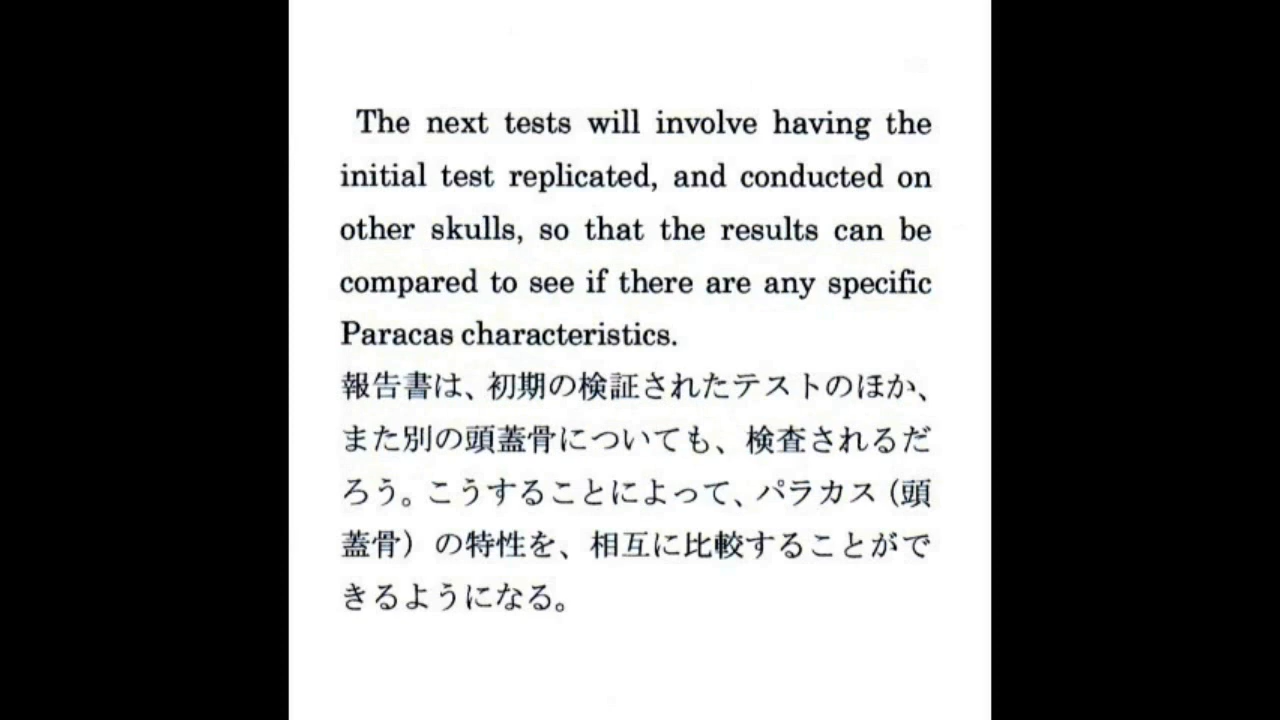 The next tests will involve having the
initial test replicated, and conducted on
other skulls, so that the results can be
compared to see if there are any specific
Paracas characteristics.
報告書は、初期の検証されたテストのほか、
また別の頭蓋骨についても、検査されるだ
ろう。こうすることによって、パラカス（頭
蓋骨）の特性を、相互に比較することがで
きるようになる。